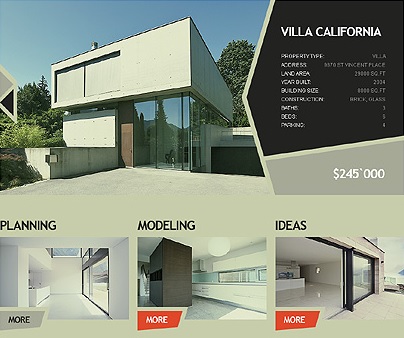 VILLA CALIFORNIA
PROPERTY TYPE: VILLA
ADDRESS: 8870 ST VINCENT PLACE
LAND AREA: 29000 SQ.FT
YEAR BUILT: 2004
BUILDING SIZE: 8000 SQ.FT
CONSTRUCTION: BRICK, GLASS
BATHS: 3
BEDS: 5
PARKING: 4
$245`000
PLANNING MODELING IDEAS
MORE MORE MORE